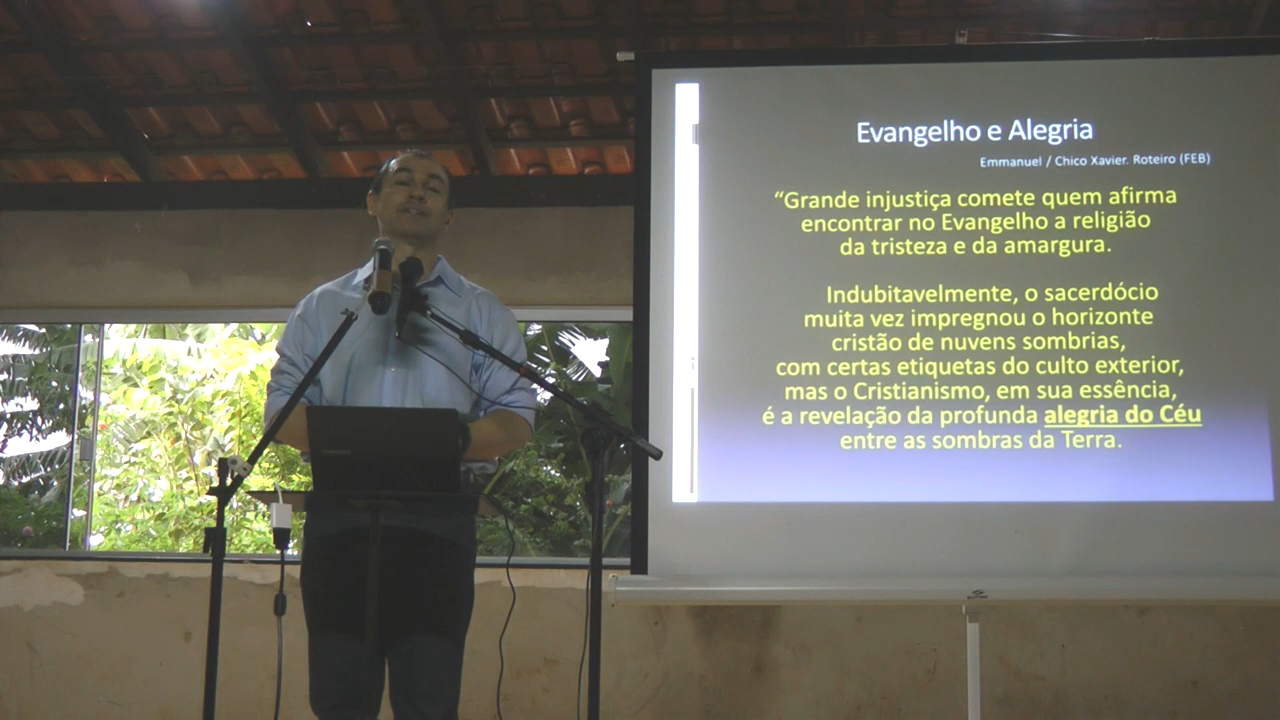 Evangelho e Alegria
Emmanuel / Chico Xavier. Roteiro (FEB)
“Grande injustiça comete quem afirma
encontrar no Evangelho a religião
da tristeza e da amargura.
Indubitavelmente, o sacerdócio
muita vez impregnou o horizonte
cristão de nuvens sombrias,
com certas etiquetas do culto exterior,
mas o Cristianismo, em sua essência,
é a revelação da profunda alegria do Céu
entre as sombras da Terra.